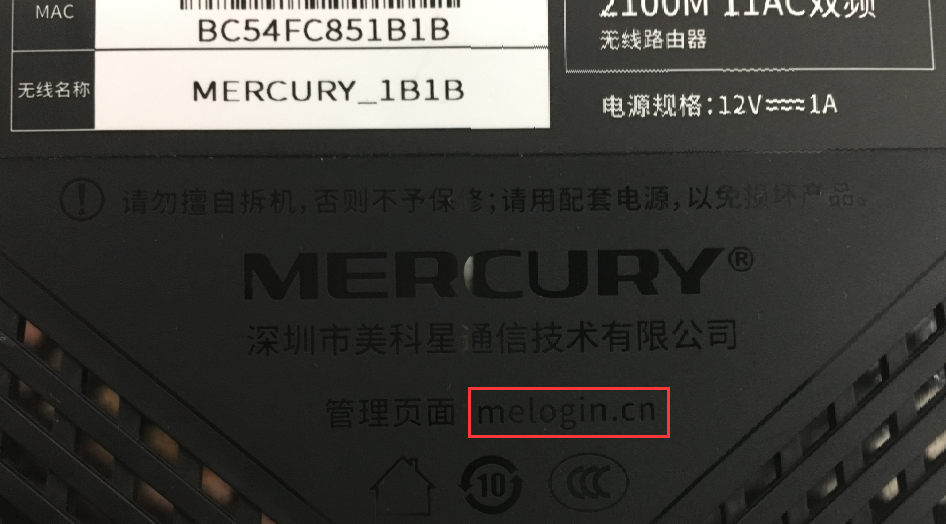 MAC
BC54FC851B1B
2100M 11AC双频
无线路由器
无线名称
MERCURY_1B1B
电源规格:12V⎓1A
请勿擅自拆机,否则不予保修;请用配套电源,以免损坏产品。
MERCURY®
深圳市美科星通信技术有限公司
管理页面 melogin.cn
10
CCC